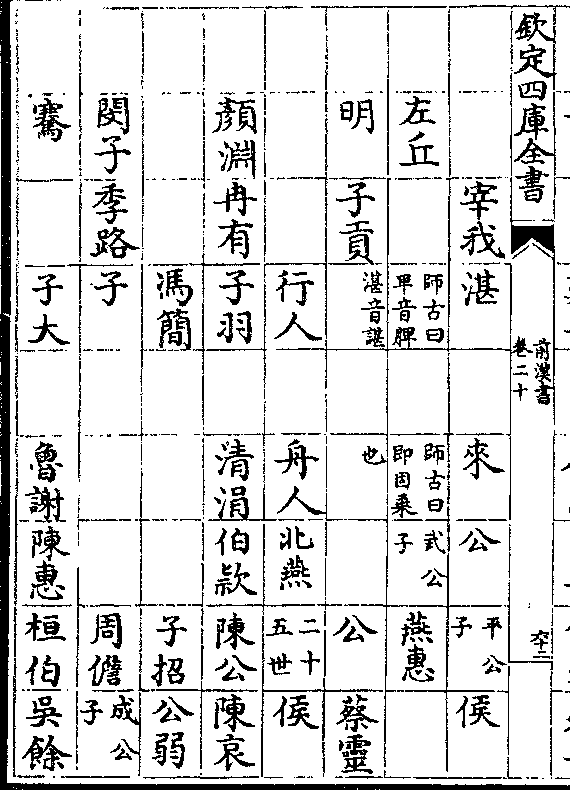 欽定四庫全書
前漢書
卷二十
六十二
宰我 湛 來 公 平公子 侯
左丘 師古曰卑音脾 師古曰即因乗 武公子 燕惠
明 子貢 湛音諶 也 公 蔡靈
行人 舟人 北燕 二十五世 侯
顏淵 冉有 子羽 清涓 伯款 陳公 陳哀
馮簡 子招 公弱
閔子 季路 子 周儋 成公子
騫 子大 魯謝 陳惠 桓伯 吳餘